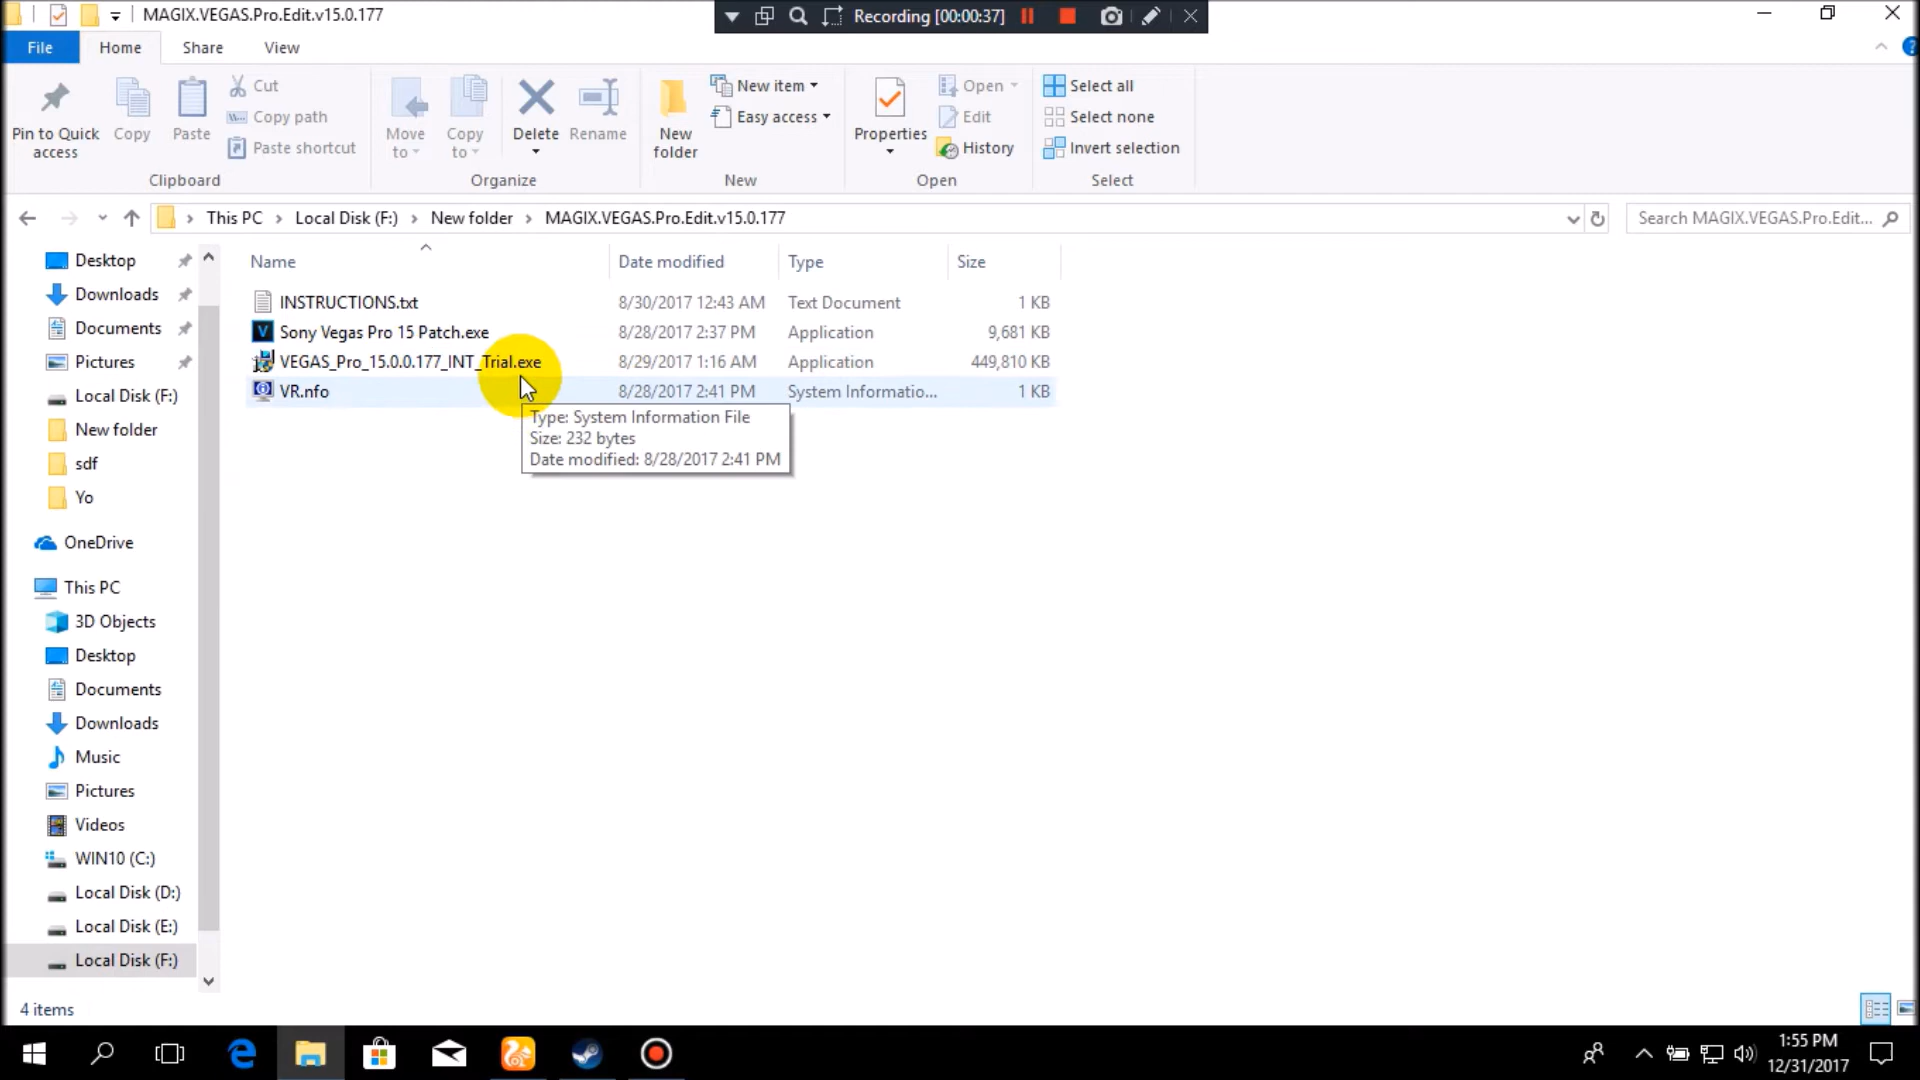 MAGIX.VEGAS.Pro.Edit.v15.0.177
Recording [00:00:37]
File Home Share View
Pin to Quick access
Copy
Paste
Cut
Copy path
Paste shortcut
Clipboard
Move to
Copy to
Delete
Rename
Organize
New folder
New item
Easy access
New
Properties
Open
Edit
History
Open
Select all
Select none
Invert selection
Select
This PC > Local Disk (F:) > New folder > MAGIX.VEGAS.Pro.Edit.v15.0.177
Search MAGIX.VEGAS.Pro.Edit...
Desktop
Downloads
Documents
Pictures
Local Disk (F:)
New folder
sdf
Yo
OneDrive
This PC
3D Objects
Desktop
Documents
Downloads
Music
Pictures
Videos
WIN10 (C:)
Local Disk (D:)
Local Disk (E:)
Local Disk (F:)
Name Date modified Type Size
INSTRUCTIONS.txt 8/30/2017 12:43 AM Text Document 1 KB
Sony Vegas Pro 15 Patch.exe 8/28/2017 2:37 PM Application 9,681 KB
VEGAS_Pro_15.0.0.177_INT_Trial.exe 8/29/2017 1:16 AM Application 449,810 KB
VR.nfo 8/28/2017 2:41 PM System Informatio... 1 KB
Type: System Information File
Size: 232 bytes
Date modified: 8/28/2017 2:41 PM
4 items
1:55 PM
12/31/2017